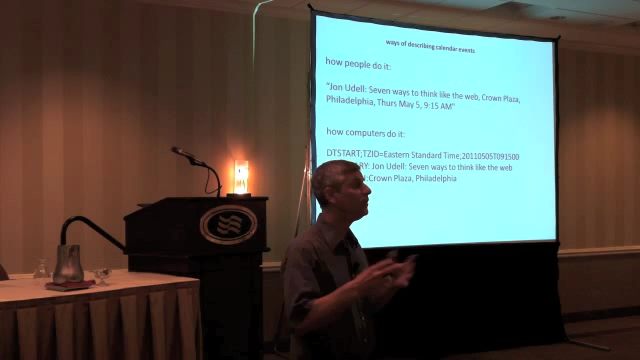 ways of describing calendar events
how people do it:
"Jon Udell: Seven ways to think like the web, Crown Plaza,
Philadelphia, Thurs May 5, 9:15 AM"
how computers do it:
DTSTART;TZID=Eastern Standard Time,20110505T091500
RY: Jon Udell: Seven ways to think like the web
N:Crown Plaza, Philadelphia